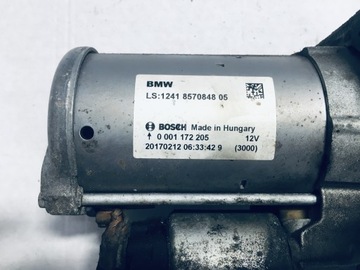 BMW
LS:1241 8570848 05
BOSCH Made in Hungary
0 001 172 205 12V
20170212 06:33:42 9 (3000)